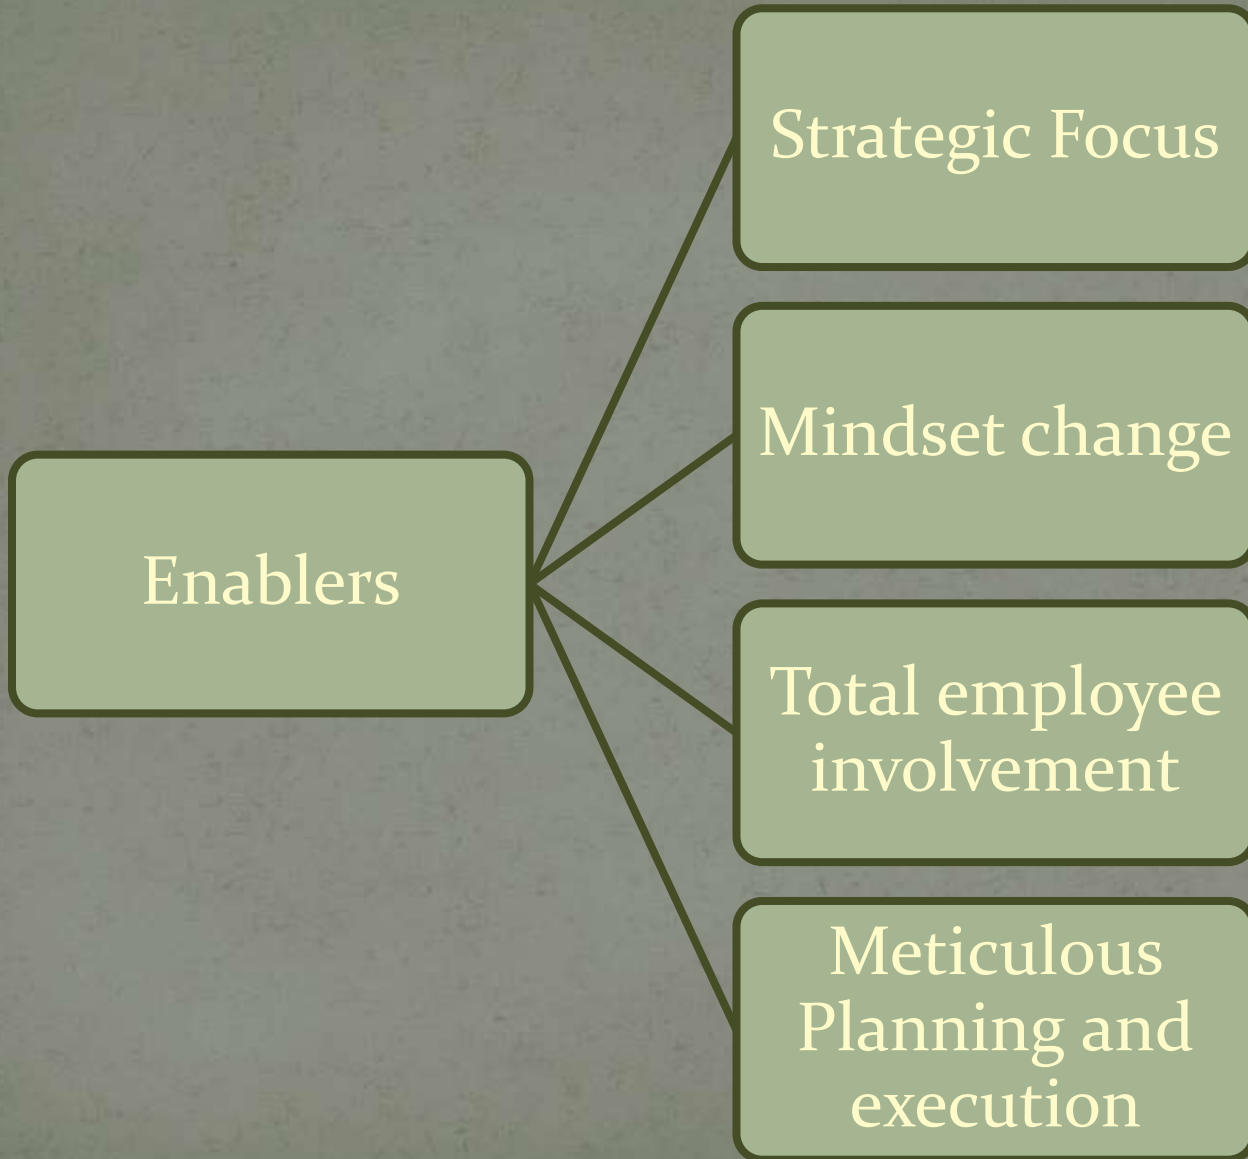 Strategic Focus
Mindset change
Enablers
Total employee
involvement
Meticulous
Planning and
execution